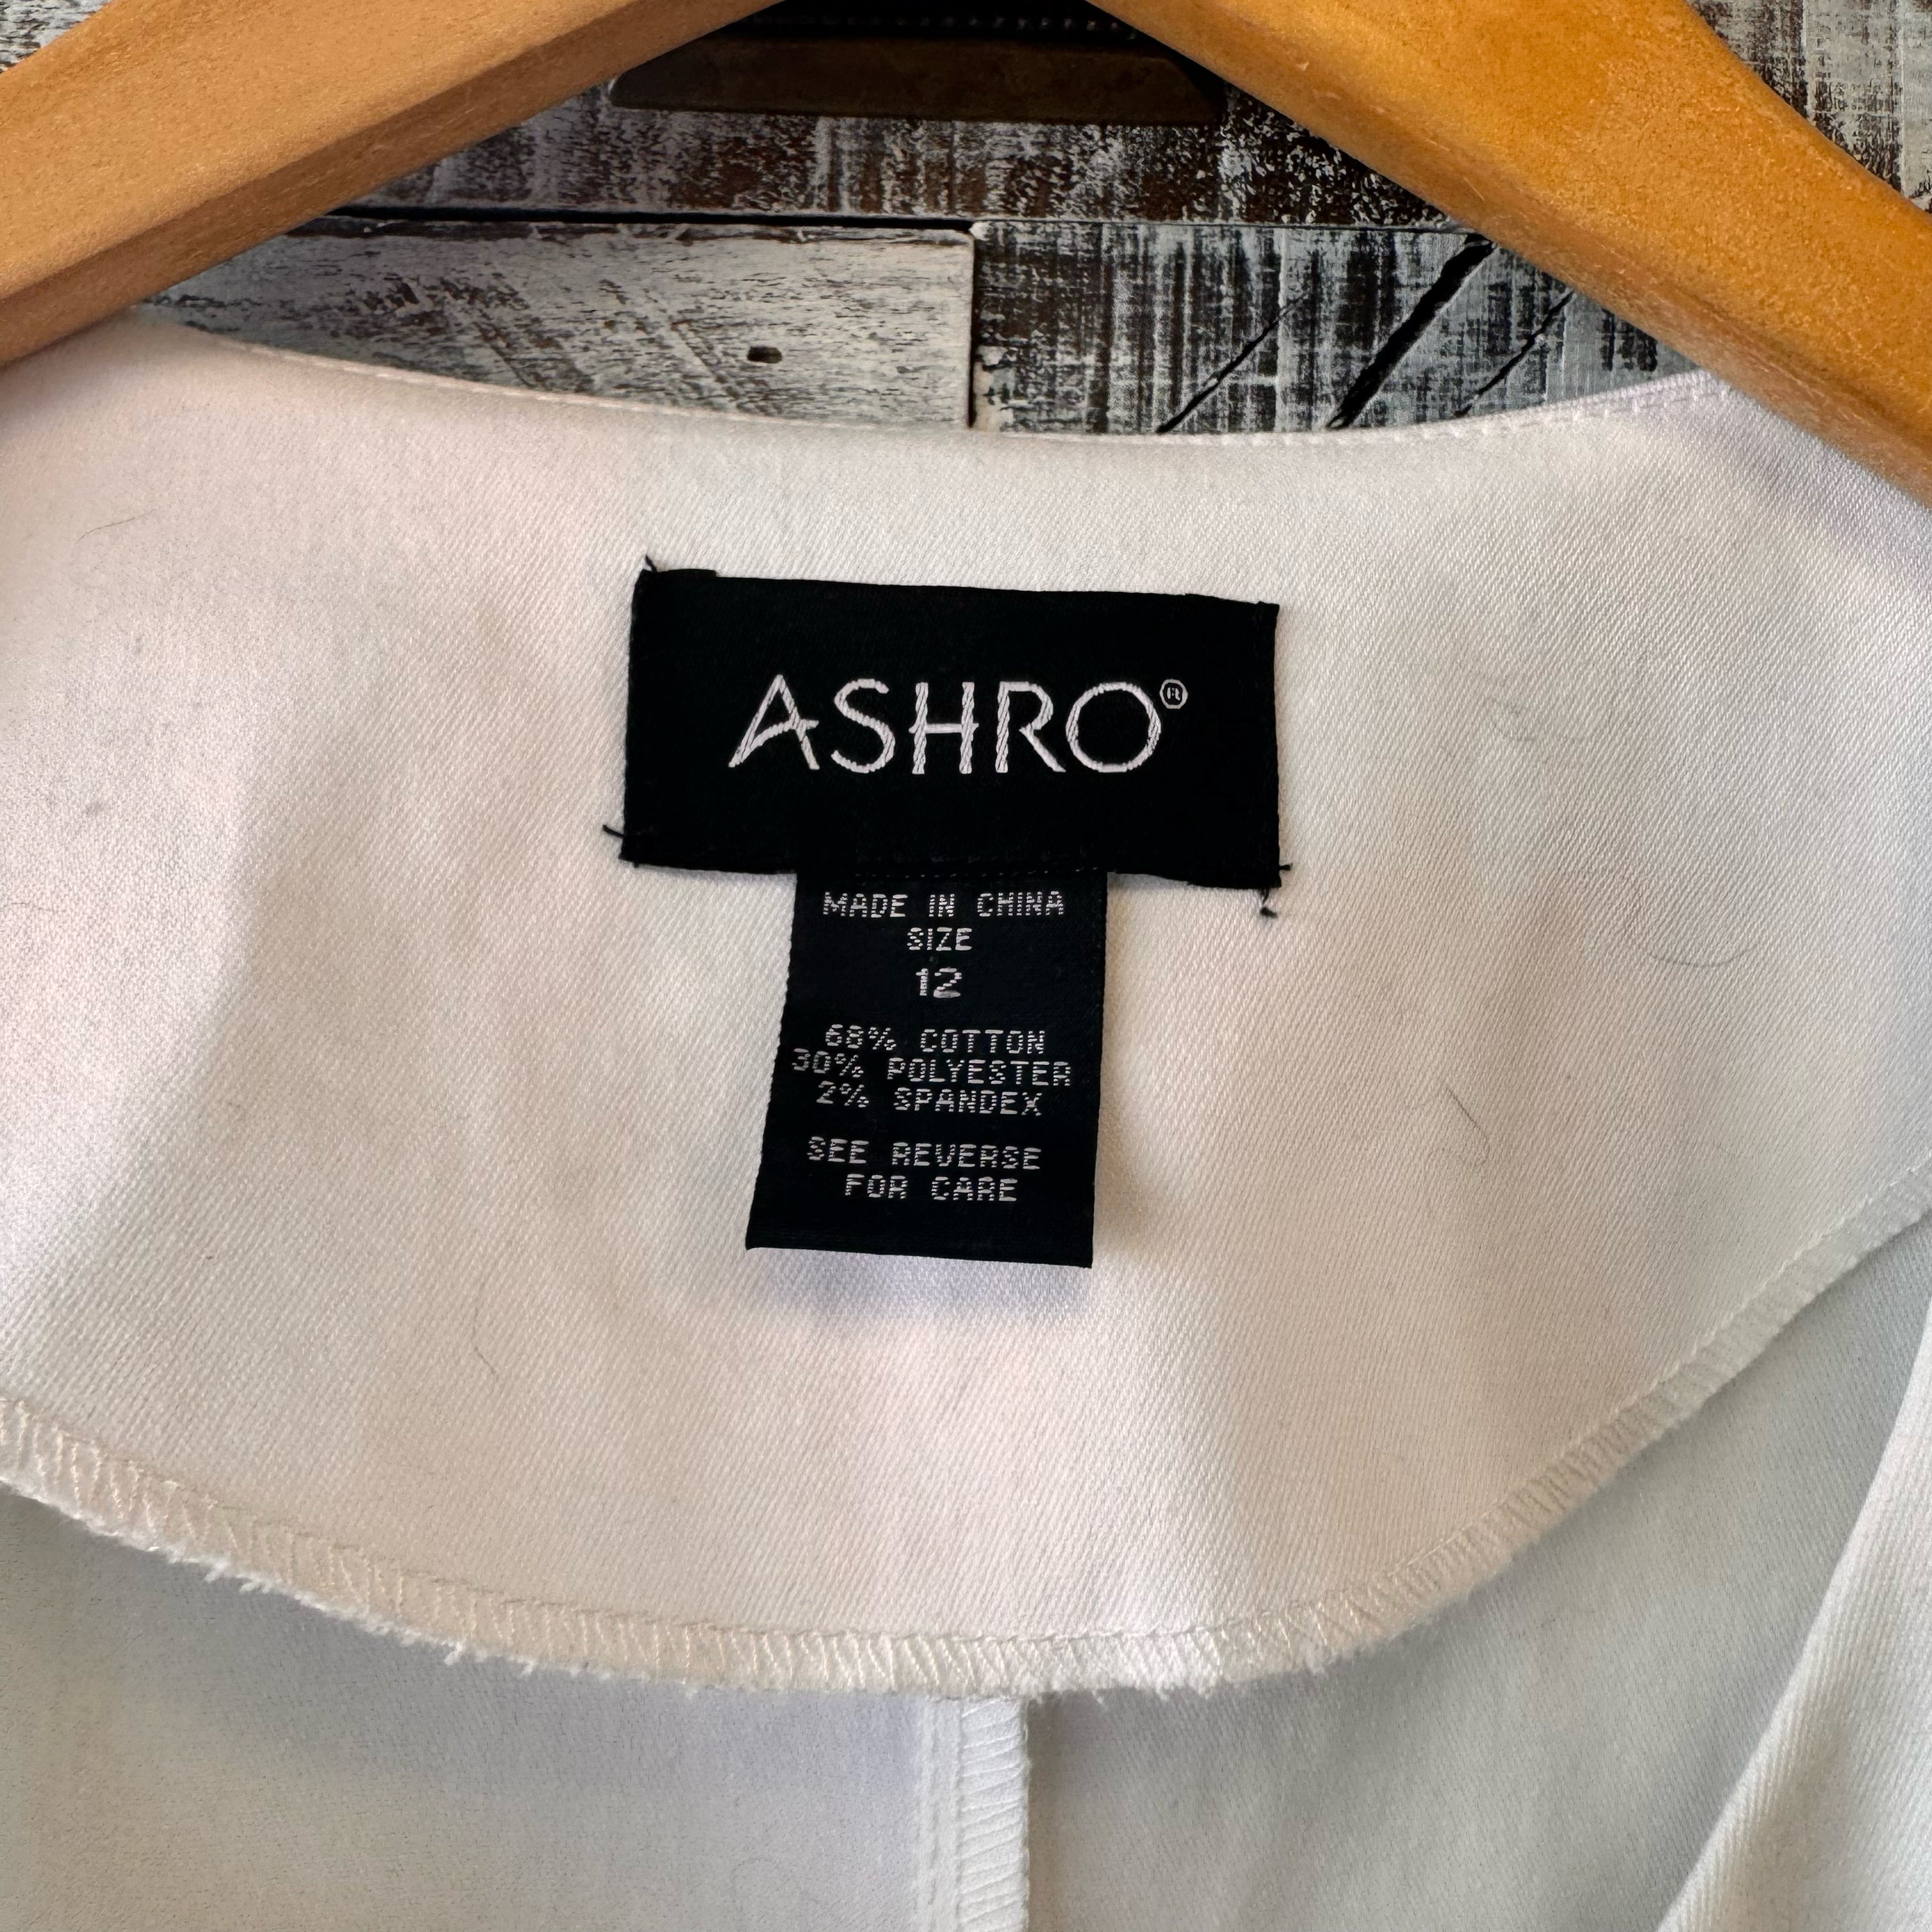 ASHRO®
MADE IN CHINA
SIZE
12
68% COTTON
30% POLYESTER
2% SPANDEX
SEE REVERSE
FOR CARE